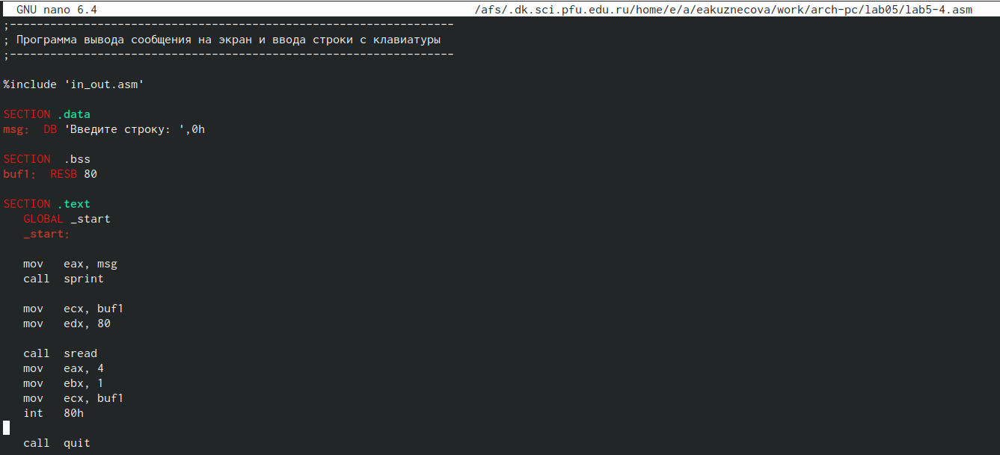 GNU nano 6.4 /afs/.dk.sci.pfu.edu.ru/home/e/a/eakuznecova/work/arch-pc/lab05/lab5-4.asm
;------------------------------------------------------------------
; Программа вывода сообщения на экран и ввода строки с клавиатуры
;------------------------------------------------------------------
%include 'in_out.asm'
SECTION .data
msg:  DB 'Введите строку: ',0h
SECTION  .bss
buf1:  RESB 80
SECTION .text
   GLOBAL _start
   _start:
   mov   eax, msg
   call  sprint
   mov   ecx, buf1
   mov   edx, 80
   call  sread
   mov   eax, 4
   mov   ebx, 1
   mov   ecx, buf1
   int   80h
   call  quit